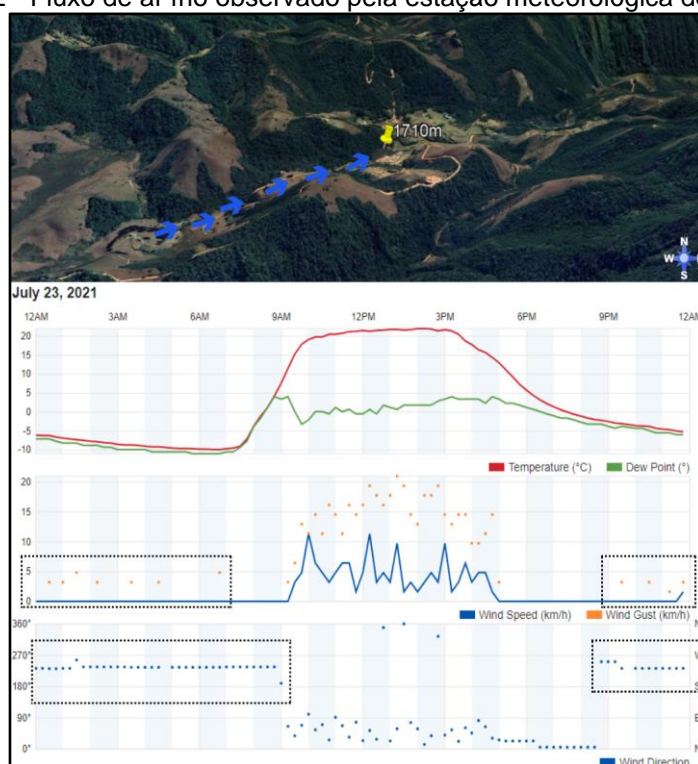 Fluxo de ar frio observado pela estação meteorológica
1710m
N
W
S
July 23, 2021
12AM 3AM 6AM 9AM 12PM 3PM 6PM 9PM 12AM
20
15
10
5
0
-5
-10
Temperature (°C) Dew Point (°)
20
15
10
5
0
Wind Speed (km/h) Wind Gust (km/h)
360° N
270° W
180° S
90° E
0° N
Wind Direction